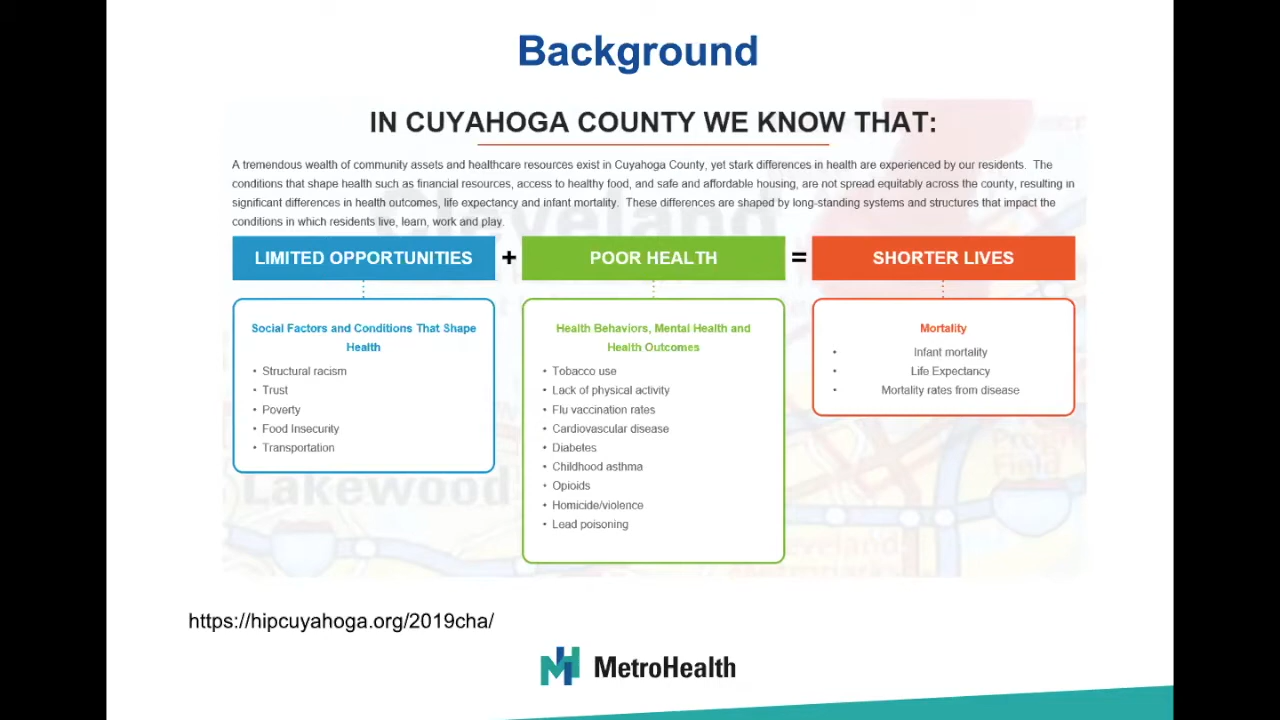 Background
IN CUYAHOGA COUNTY WE KNOW THAT:
A tremendous wealth of community assets and healthcare resources exist in Cuyahoga County, yet stark differences in health are experienced by our residents. The
conditions that shape health such as financial resources, access to healthy food, and safe and affordable housing, are not spread equitably across the county, resulting in
significant differences in health outcomes, life expectancy and infant mortality. These differences are shaped by long-standing systems and structures that impact the
conditions in which residents live, learn, work and play.
LIMITED OPPORTUNITIES + POOR HEALTH = SHORTER LIVES
Social Factors and Conditions That Shape
Health
• Structural racism
• Trust
• Poverty
• Food Insecurity
• Transportation
Health Behaviors, Mental Health and
Health Outcomes
• Tobacco use
• Lack of physical activity
• Flu vaccination rates
• Cardiovascular disease
• Diabetes
• Childhood asthma
• Opioids
• Homicide/violence
• Lead poisoning
Mortality
• Infant mortality
• Life Expectancy
• Mortality rates from disease
Cleveland
Lakewood
https://hipcuyahoga.org/2019cha/
MetroHealth